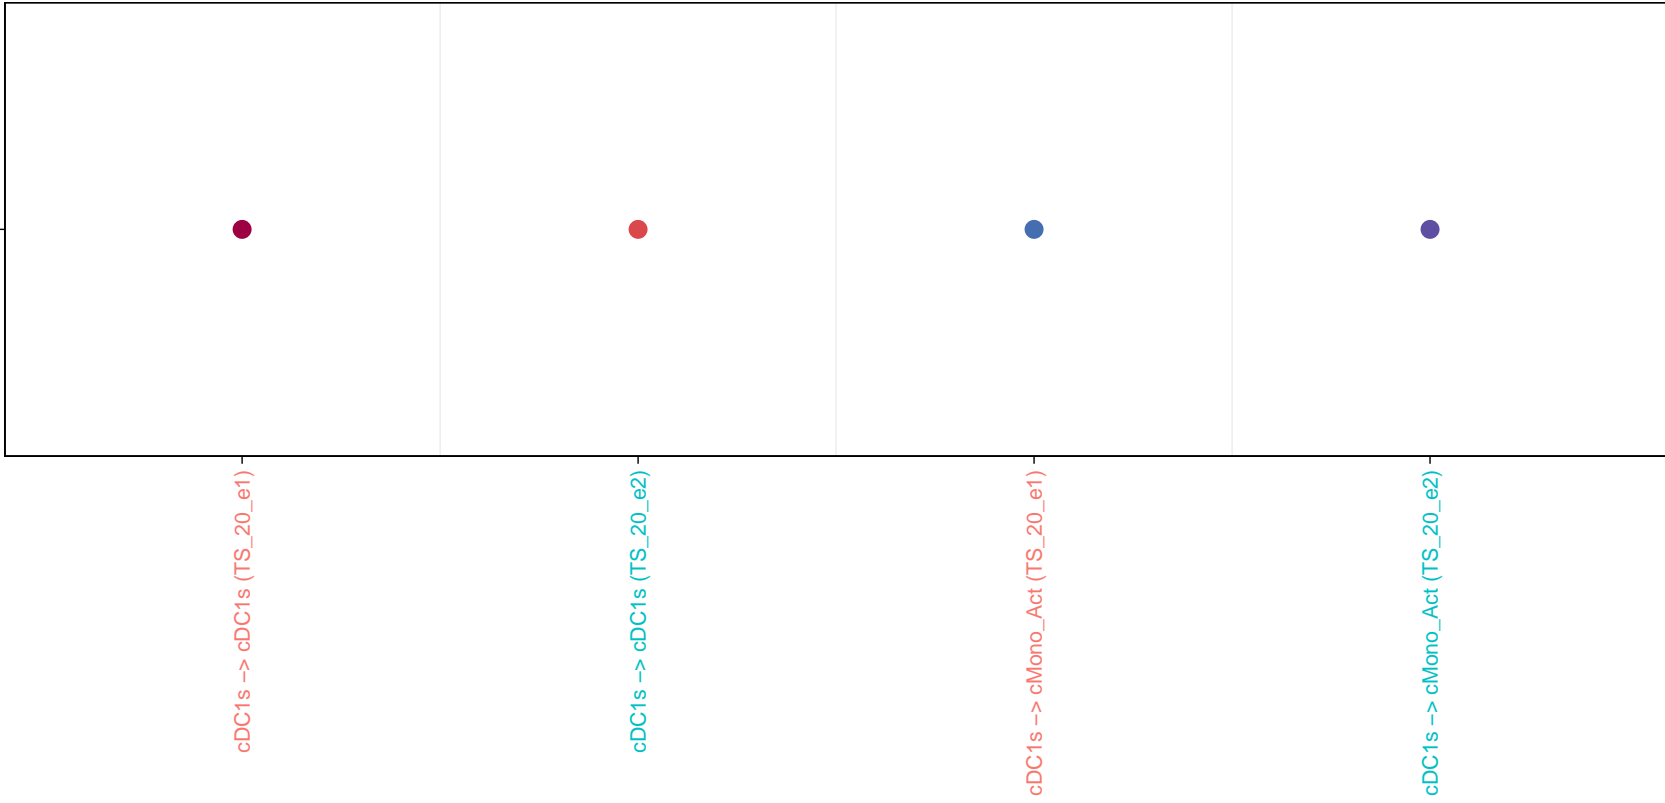 cDC1s −> cDC1s (TS_20_e1)
cDC1s −> cDC1s (TS_20_e2)
cDC1s −> cMono_Act (TS_20_e1)
cDC1s −> cMono_Act (TS_20_e2)